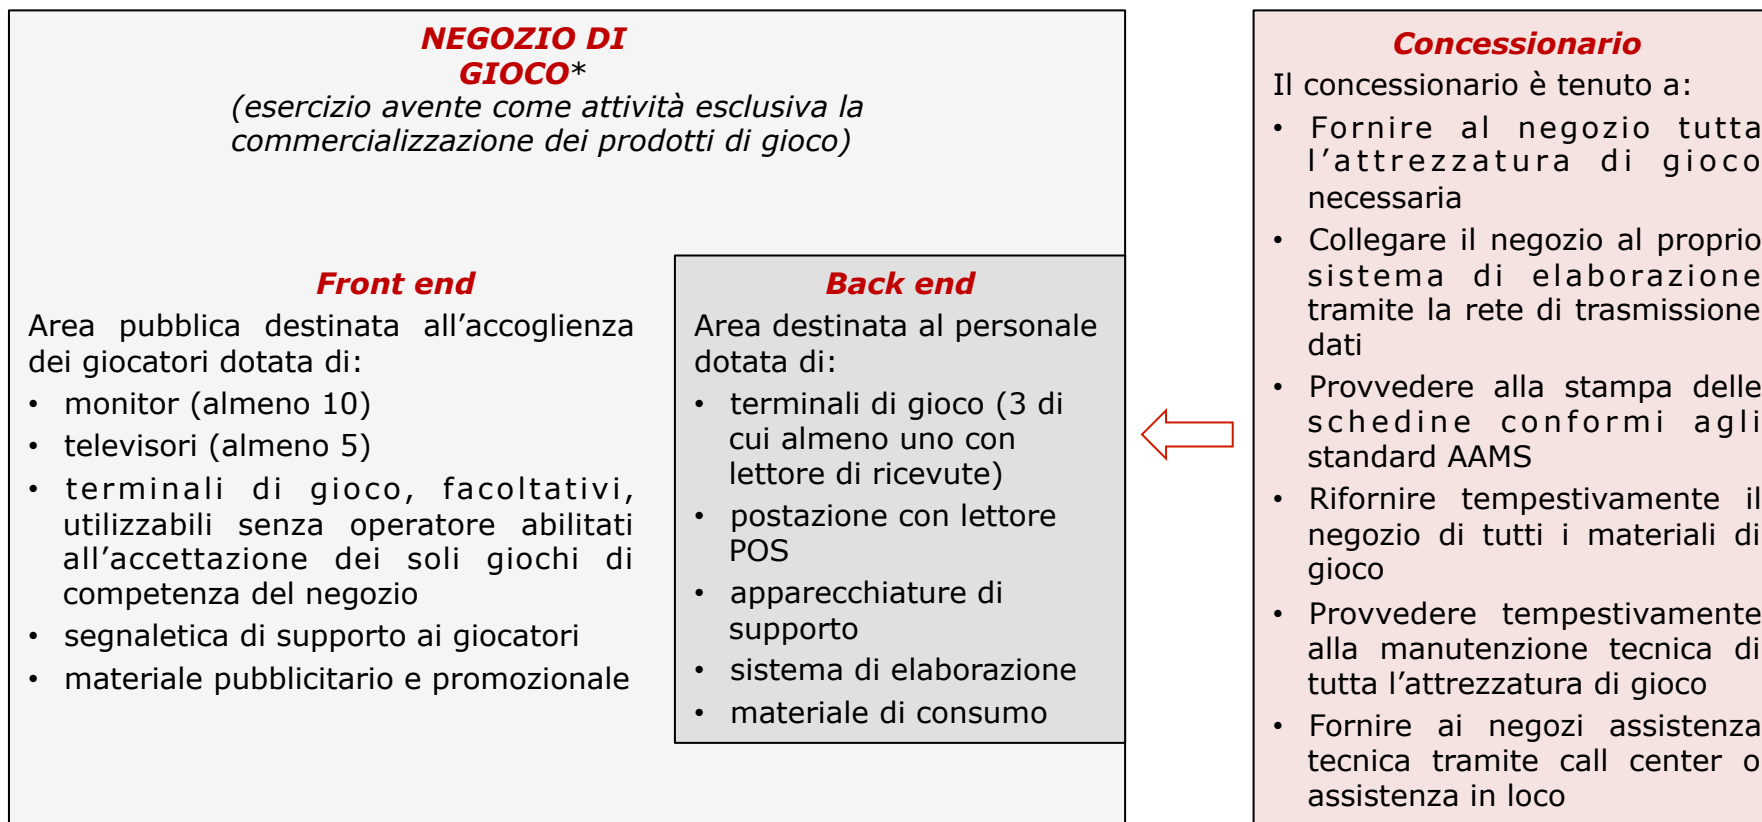 NEGOZIO DI
GIOCO*
(esercizio avente come attività esclusiva la
commercializzazione dei prodotti di gioco)
Front end
Area pubblica destinata all’accoglienza
dei giocatori dotata di:
• monitor (almeno 10)
• televisori (almeno 5)
• terminali di gioco, facoltativi,
utilizzabili senza operatore abilitati
all’accettazione dei soli giochi di
competenza del negozio
• segnaletica di supporto ai giocatori
• materiale pubblicitario e promozionale
Back end
Area destinata al personale
dotata di:
• terminali di gioco (3 di
cui almeno uno con
lettore di ricevute)
• postazione con lettore
POS
• apparecchiature di
supporto
• sistema di elaborazione
• materiale di consumo
Concessionario
Il concessionario è tenuto a:
• Fornire al negozio tutta
l’attrezzatura di gioco
necessaria
• Collegare il negozio al proprio
sistema di elaborazione
tramite la rete di trasmissione
dati
• Provvedere alla stampa delle
schedine conformi agli
standard AAMS
• Rifornire tempestivamente il
negozio di tutti i materiali di
gioco
• Provvedere tempestivamente
alla manutenzione tecnica di
tutta l’attrezzatura di gioco
• Fornire ai negozi assistenza
tecnica tramite call center o
assistenza in loco